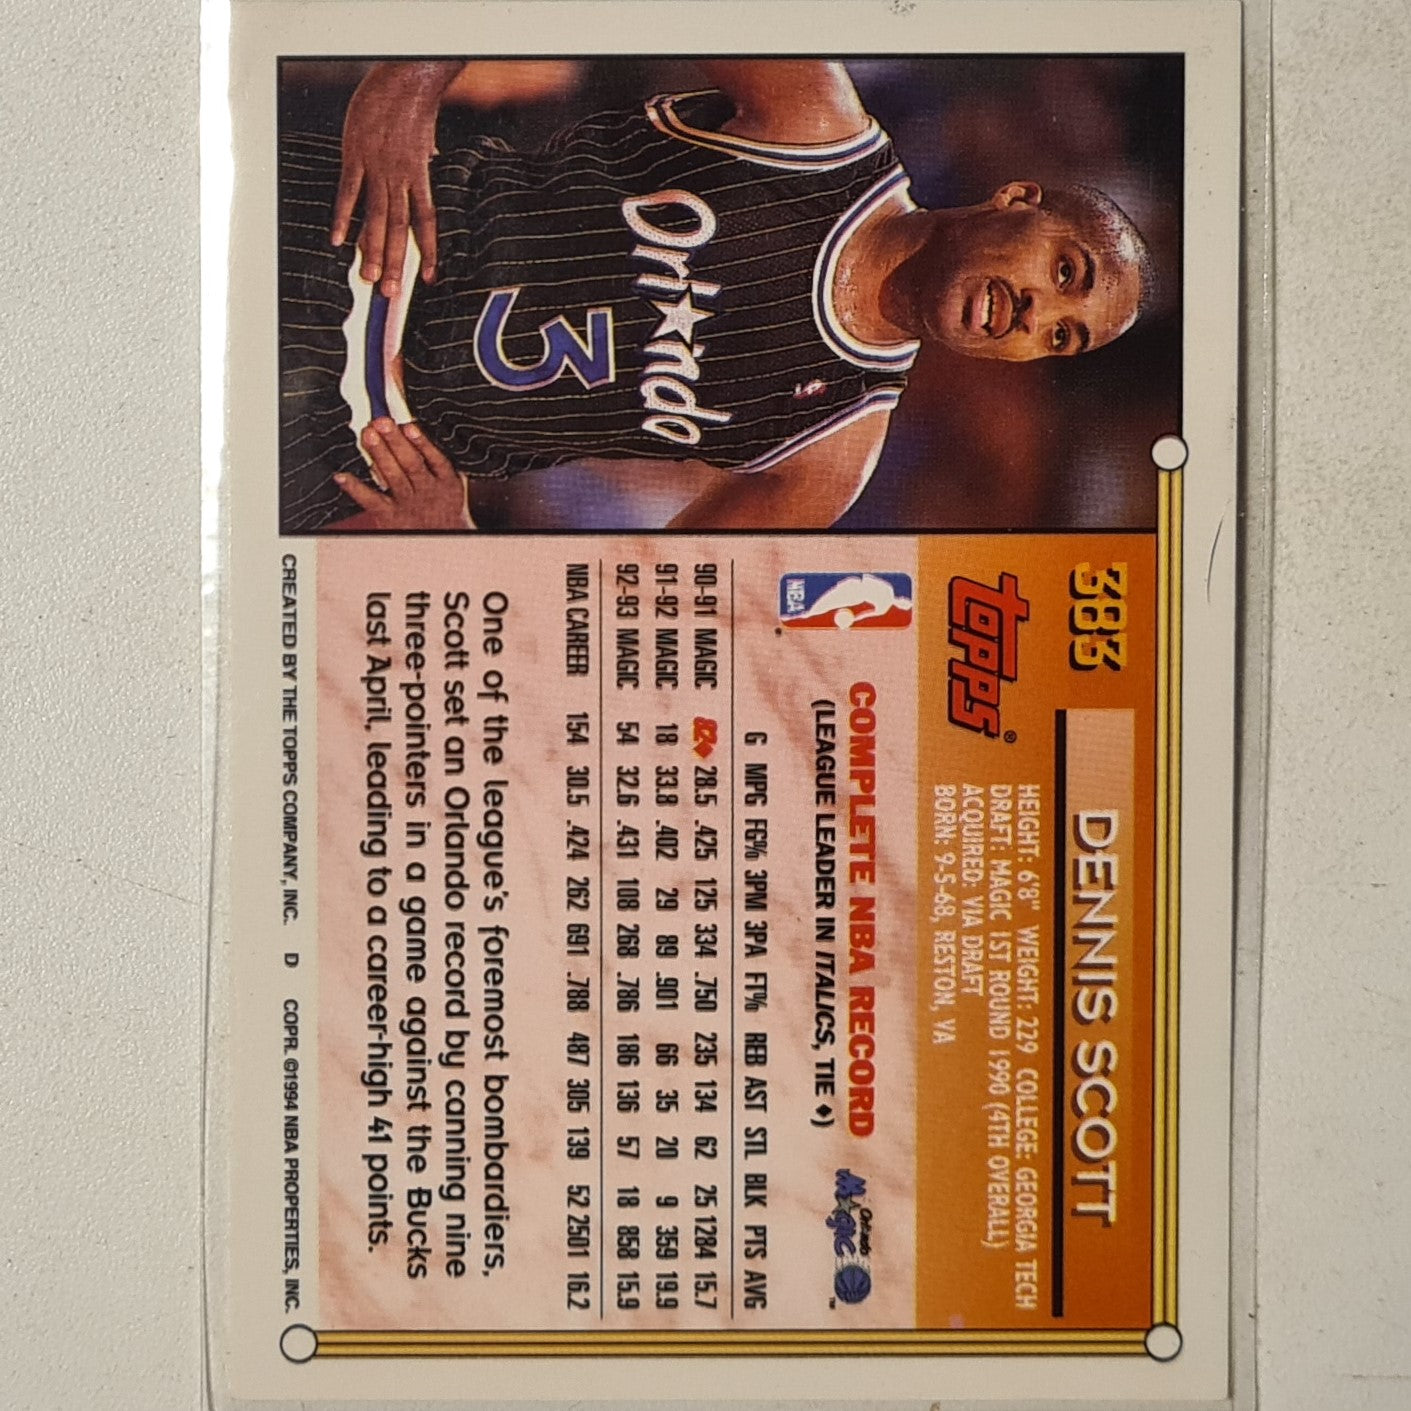 383
DENNIS SCOTT
Topps®
HEIGHT: 6'8" WEIGHT: 229 COLLEGE: GEORGIA TECH
DRAFT: MAGIC 1ST ROUND 1990 (4TH OVERALL)
ACQUIRED: VIA DRAFT
BORN: 9-5-68, RESTON, VA
NBA
COMPLETE NBA RECORD
(LEAGUE LEADER IN ITALICS, TIE ♦)
Orlando
Magic™
G MPG FG% 3PM 3PA FT% REB AST STL BLK PTS AVG
90-91 MAGIC 82♦ 28.5 .425 125 334 .750 235 134 62 25 1284 15.7
91-92 MAGIC 18 33.8 .402 29 89 .901 66 35 20 9 359 19.9
92-93 MAGIC 54 32.6 .431 108 268 .786 186 136 57 18 858 15.9
NBA CAREER 154 30.5 .424 262 691 .788 487 305 139 52 2501 16.2
One of the league's foremost bombardiers,
Scott set an Orlando record by canning nine
three-pointers in a game against the Bucks
last April, leading to a career-high 41 points.
CREATED BY THE TOPPS COMPANY, INC. D COPR. ©1994 NBA PROPERTIES, INC.
Orlando
3